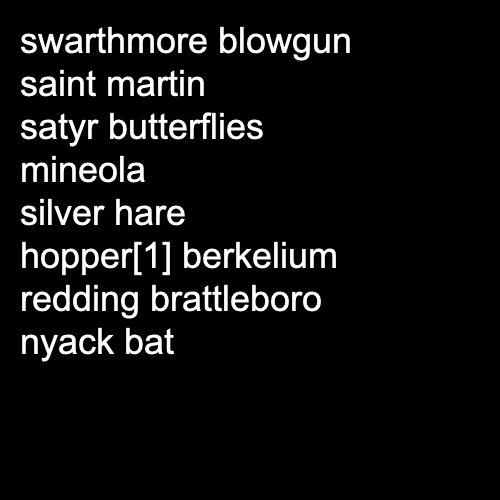 swarthmore blowgun
saint martin
satyr butterflies
mineola
silver hare
hopper[1] berkelium
redding brattleboro
nyack bat